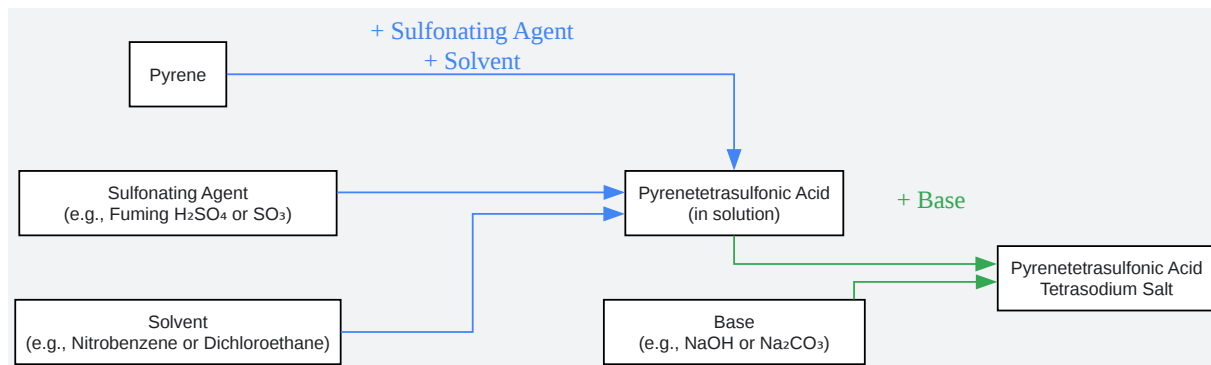 + Sulfonating Agent
+ Solvent
Pyrene
Sulfonating Agent
(e.g., Fuming H₂SO₄ or SO₃)
Pyrenetetrasulfonic Acid
(in solution)
+ Base
Pyrenetetrasulfonic Acid
Tetrasodium Salt
Solvent
(e.g., Nitrobenzene or Dichloroethane)
Base
(e.g., NaOH or Na₂CO₃)